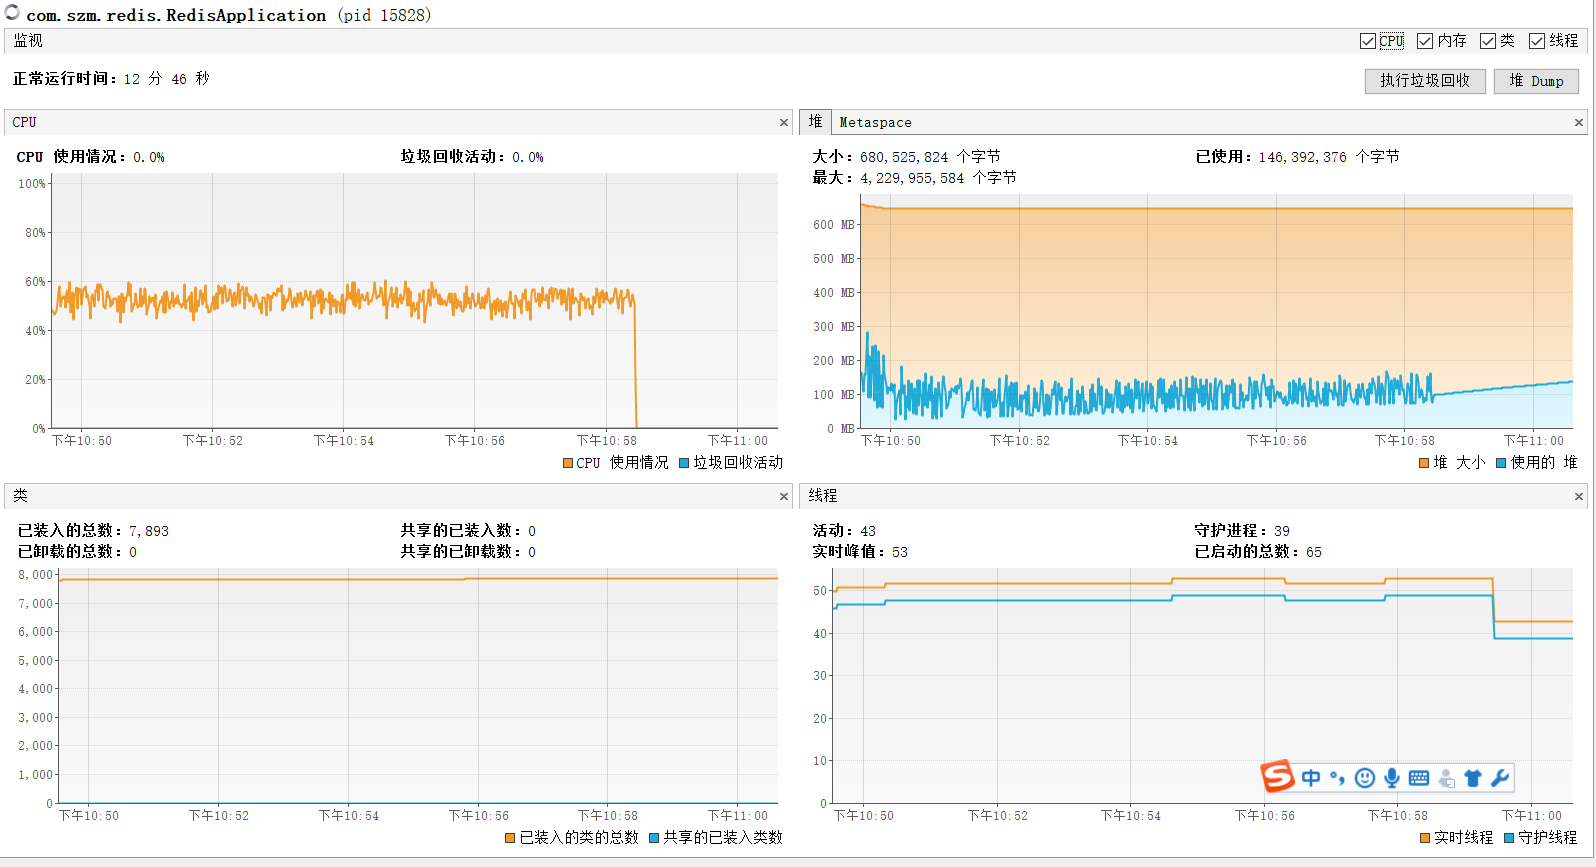 com.szm.redis.RedisApplication (pid 15828)
监视
CPU 内存 类 线程
正常运行时间：12 分 46 秒
执行垃圾回收 堆 Dump
CPU
CPU 使用情况：0.0% 垃圾回收活动：0.0%
100%
80%
60%
40%
20%
0%
下午10:50 下午10:52 下午10:54 下午10:56 下午10:58 下午11:00
CPU 使用情况 垃圾回收活动
堆 Metaspace
大小：680,525,824 个字节 已使用：146,392,376 个字节
最大：4,229,955,584 个字节
600 MB
500 MB
400 MB
300 MB
200 MB
100 MB
0 MB
下午10:50 下午10:52 下午10:54 下午10:56 下午10:58 下午11:00
堆 大小 使用的 堆
类
已装入的总数：7,893 共享的已装入数：0
已卸载的总数：0 共享的已卸载数：0
8,000
7,000
6,000
5,000
4,000
3,000
2,000
1,000
0
下午10:50 下午10:52 下午10:54 下午10:56 下午10:58 下午11:00
已装入的类的总数 共享的已装入类数
线程
活动：43 守护进程：39
实时峰值：53 已启动的总数：65
50
40
30
20
10
0
下午10:50 下午10:52 下午10:54 下午10:56 下午10:58 下午11:00
实时线程 守护线程
S 中